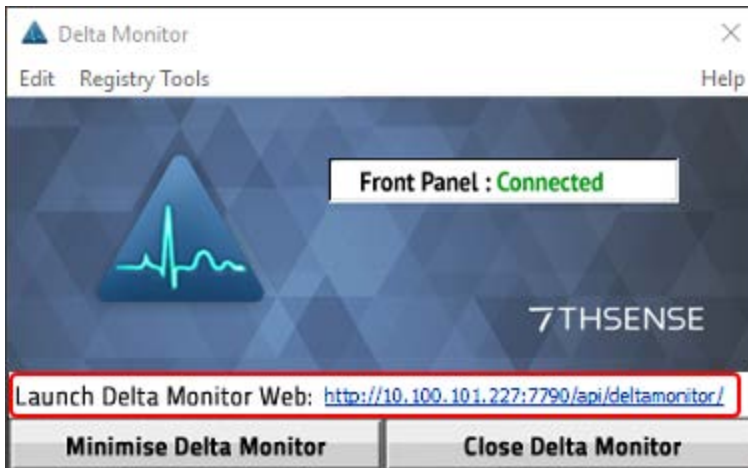 Delta Monitor
Edit Registry Tools Help
Front Panel : Connected
7THSENSE
Launch Delta Monitor Web: http://10.100.101.227:7790/api/deltamonitor/
Minimise Delta Monitor Close Delta Monitor